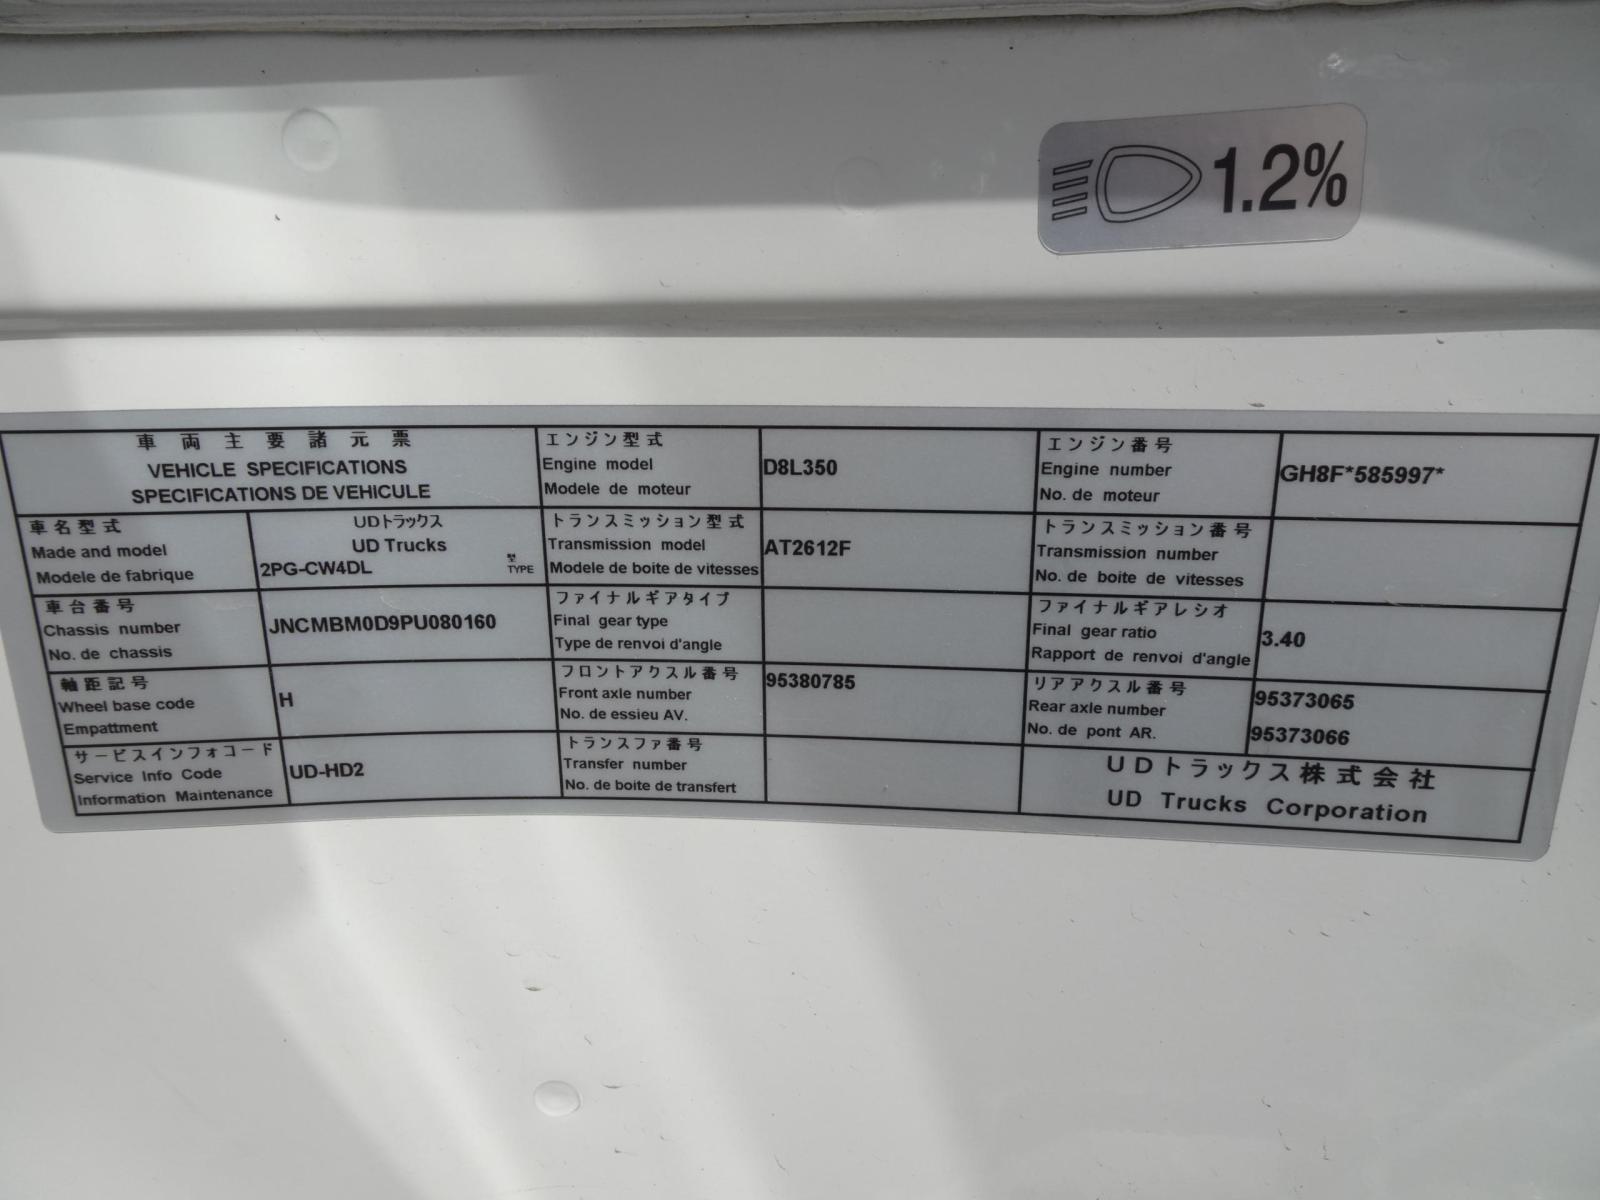 1.2%
車両主要諸元票
VEHICLE SPECIFICATIONS
SPECIFICATIONS DE VEHICULE
エンジン型式
Engine model
Modele de moteur
D8L350
エンジン番号
Engine number
No. de moteur
GH8F*585997*
車名型式
Made and model
Modele de fabrique
UDトラックス
UD Trucks
2PG-CW4DL
型
TYPE
トランスミッション型式
Transmission model
Modele de boite de vitesses
AT2612F
トランスミッション番号
Transmission number
No. de boite de vitesses
車台番号
Chassis number
No. de chassis
JNCMBM0D9PU080160
ファイナルギアタイプ
Final gear type
Type de renvoi d'angle
ファイナルギアレシオ
Final gear ratio
Rapport de renvoi d'angle
3.40
軸距記号
Wheel base code
Empattment
H
フロントアクスル番号
Front axle number
No. de essieu AV.
95380785
リアアクスル番号
Rear axle number
No. de pont AR.
95373065
95373066
サービスインフォコード
Service Info Code
Information Maintenance
UD-HD2
トランスファ番号
Transfer number
No. de boite de transfert
UDトラックス株式会社
UD Trucks Corporation